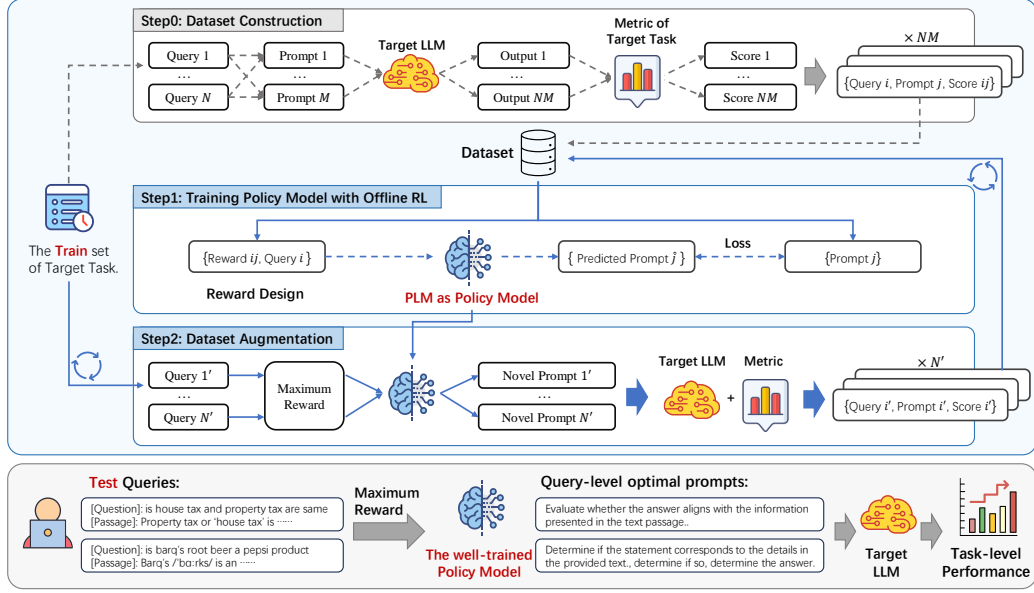 Step0: Dataset Construction
Query 1
...
Query N
Prompt 1
...
Prompt M
Target LLM
Output 1
...
Output NM
Metric of
Target Task
Score 1
...
Score NM
× NM
{Query i, Prompt j, Score ij}
Dataset
The Train set
of Target Task.
Step1: Training Policy Model with Offline RL
{Reward ij, Query i }
Reward Design
PLM as Policy Model
{ Predicted Prompt ĵ }
Loss
{Prompt j}
Step2: Dataset Augmentation
Query 1′
...
Query N′
Maximum
Reward
Novel Prompt 1′
...
Novel Prompt N′
Target LLM
+
Metric
× N′
{Query i′, Prompt i′, Score i′}
Test Queries:
[Question]: is house tax and property tax are same
[Passage]: Property tax or 'house tax' is ······
[Question]: is barq's root beer a pepsi product
[Passage]: Barq's /ˈbɑːrks/ is an ······
Maximum
Reward
The well-trained
Policy Model
Query-level optimal prompts:
Evaluate whether the answer aligns with the information
presented in the text passage..
Determine if the statement corresponds to the details in
the provided text., determine if so, determine the answer.
Target
LLM
Task-level
Performance